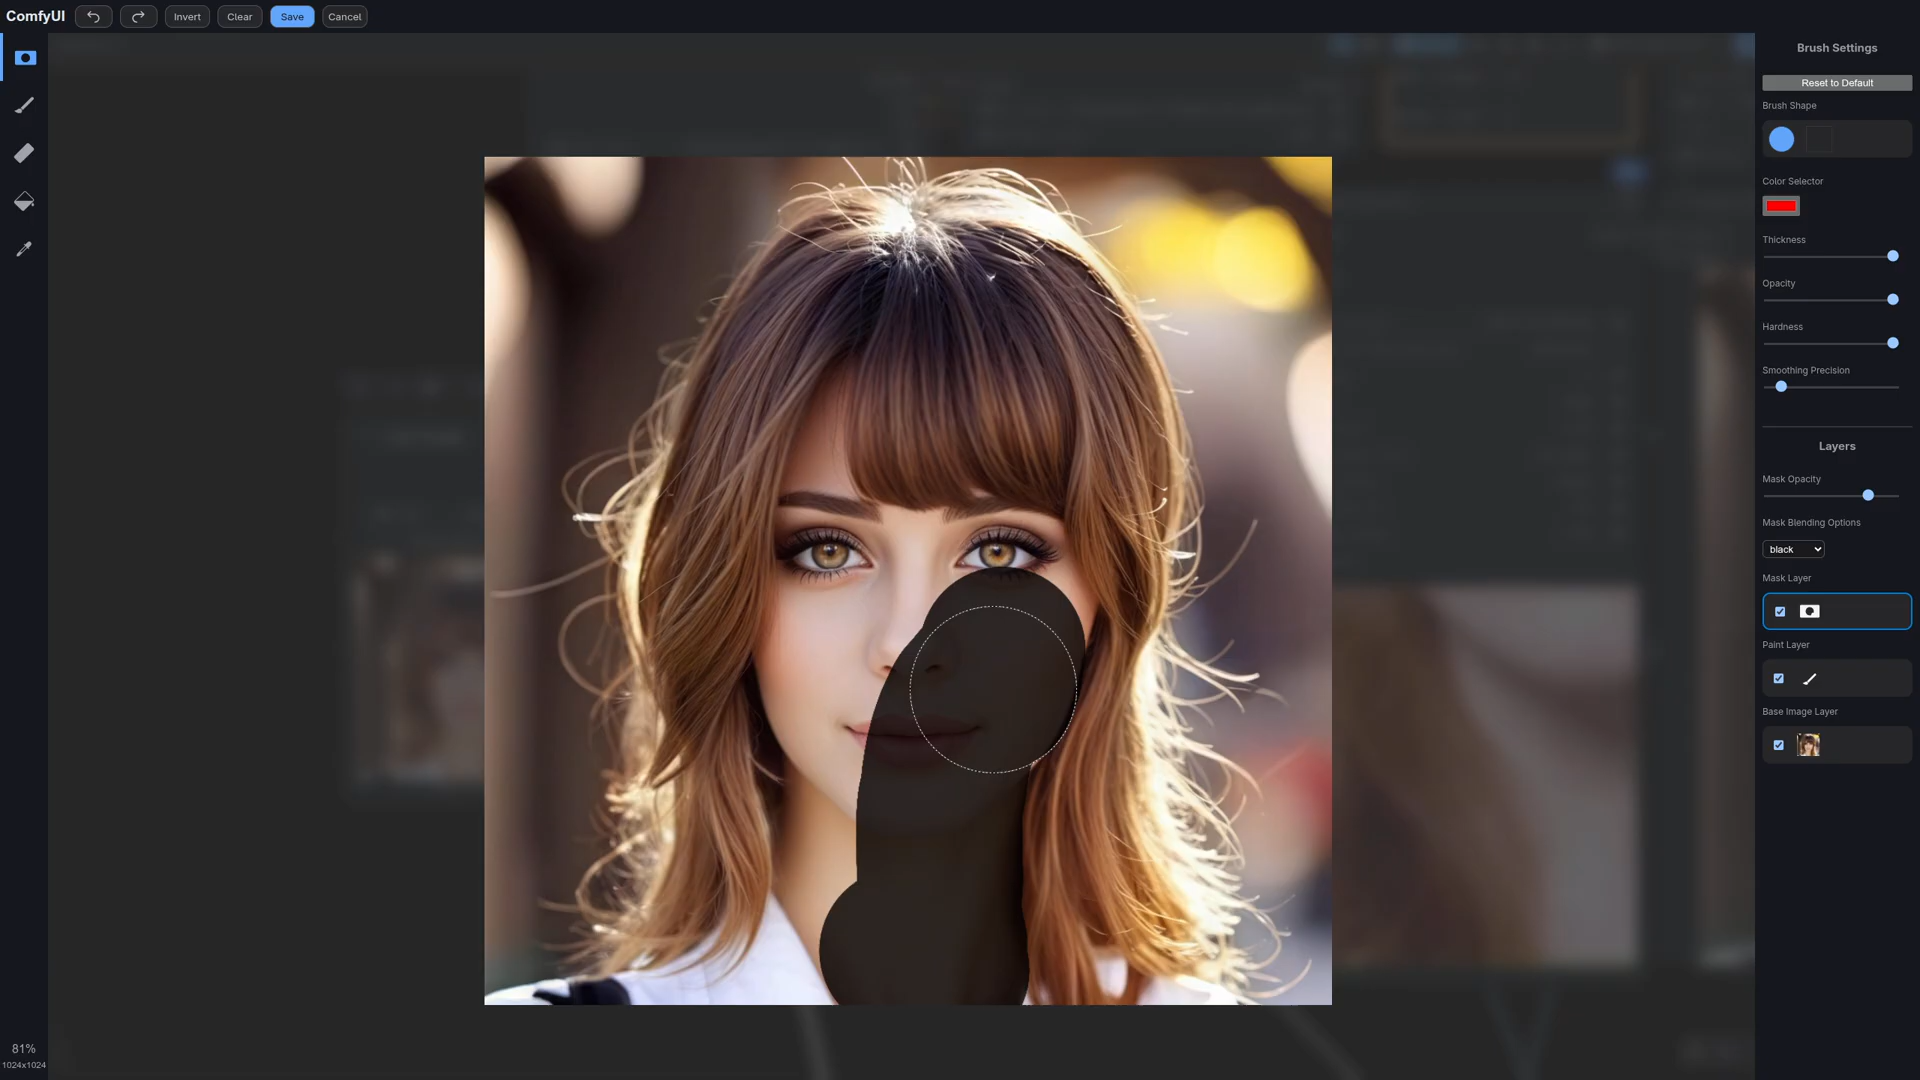 ComfyUI
Invert
Clear
Save
Cancel
Brush Settings
Reset to Default
Brush Shape
Color Selector
Thickness
Opacity
Hardness
Smoothing Precision
Layers
Mask Opacity
Mask Blending Options
black
Mask Layer
Paint Layer
Base Image Layer
81%
1024x1024